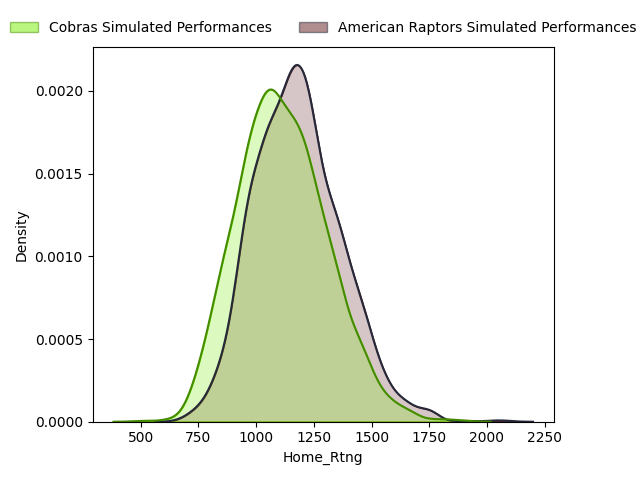 Cobras Simulated Performances American Raptors Simulated Performances
0.0020
0.0015
0.0010
0.0005
0.0000
Density
500 750 1000 1250 1500 1750 2000 2250
Home_Rtng